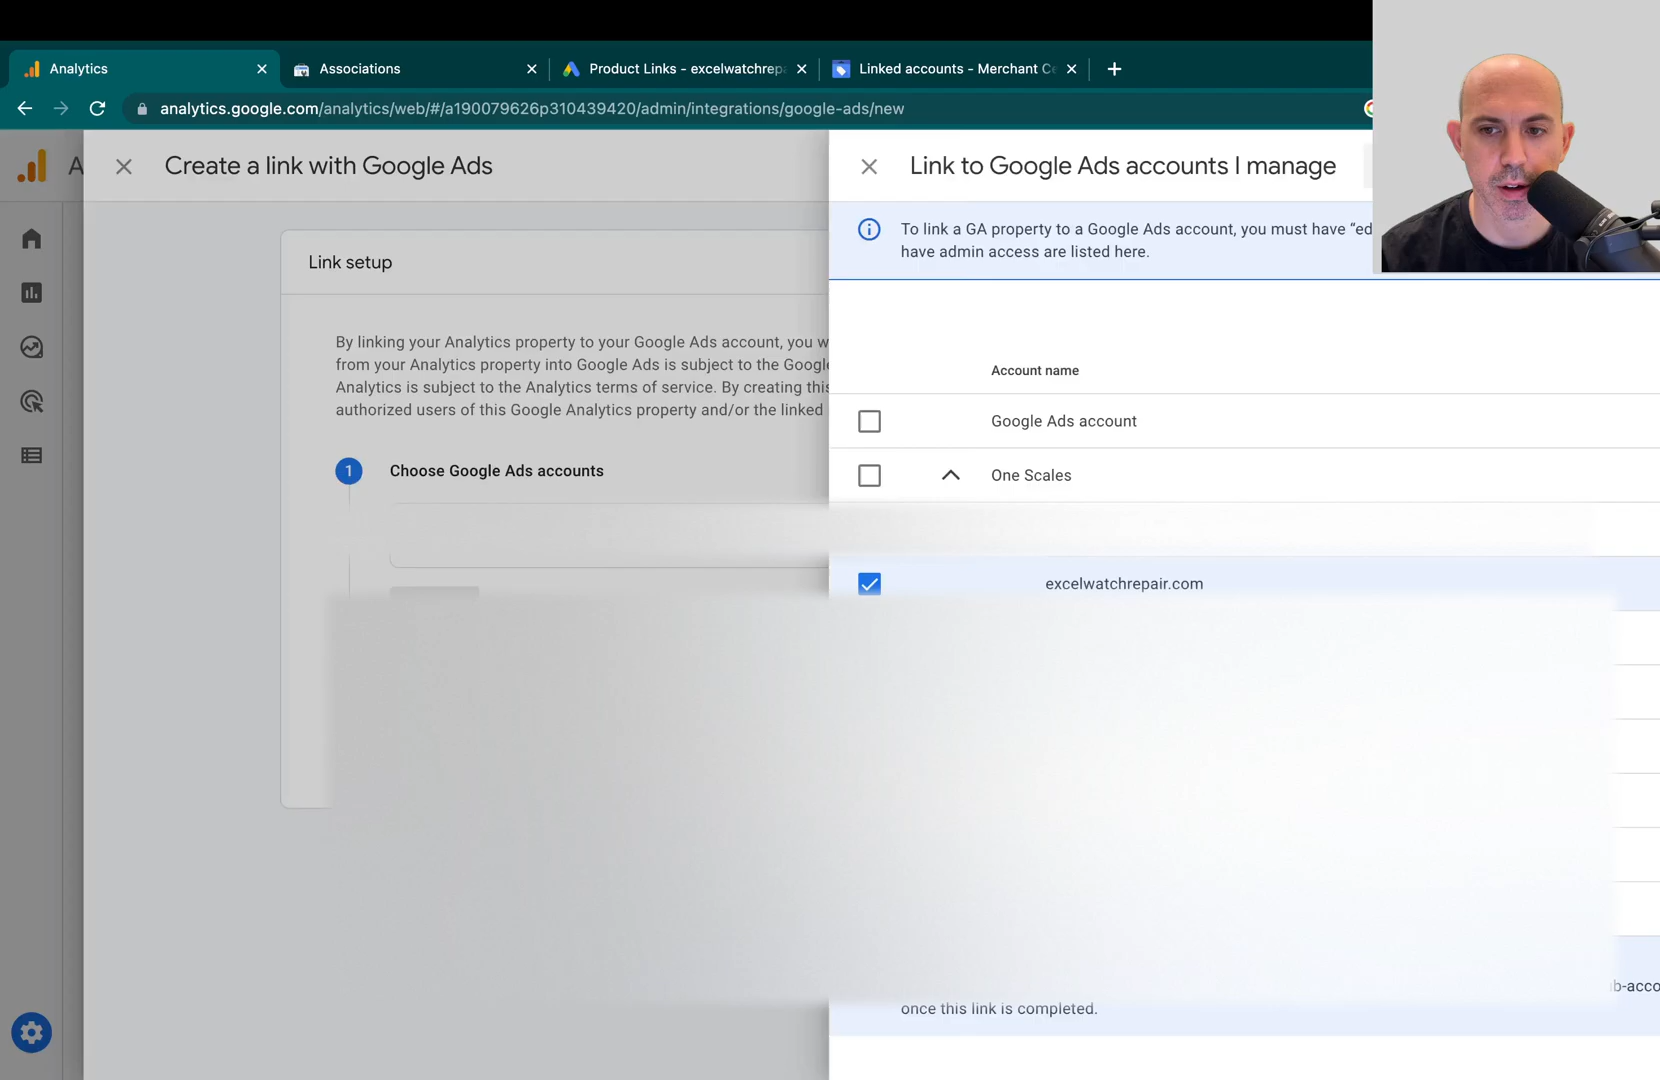 Analytics
Associations
Product Links - excelwatchrepa
Linked accounts - Merchant Ce
analytics.google.com/analytics/web/#/a190079626p310439420/admin/integrations/google-ads/new
A
Create a link with Google Ads
Link to Google Ads accounts I manage
To link a GA property to a Google Ads account, you must have “ed
have admin access are listed here.
Link setup
By linking your Analytics property to your Google Ads account, you w
from your Analytics property into Google Ads is subject to the Google
Analytics is subject to the Analytics terms of service. By creating this
authorized users of this Google Analytics property and/or the linked
Account name
Google Ads account
1
Choose Google Ads accounts
One Scales
excelwatchrepair.com
b-acco
once this link is completed.